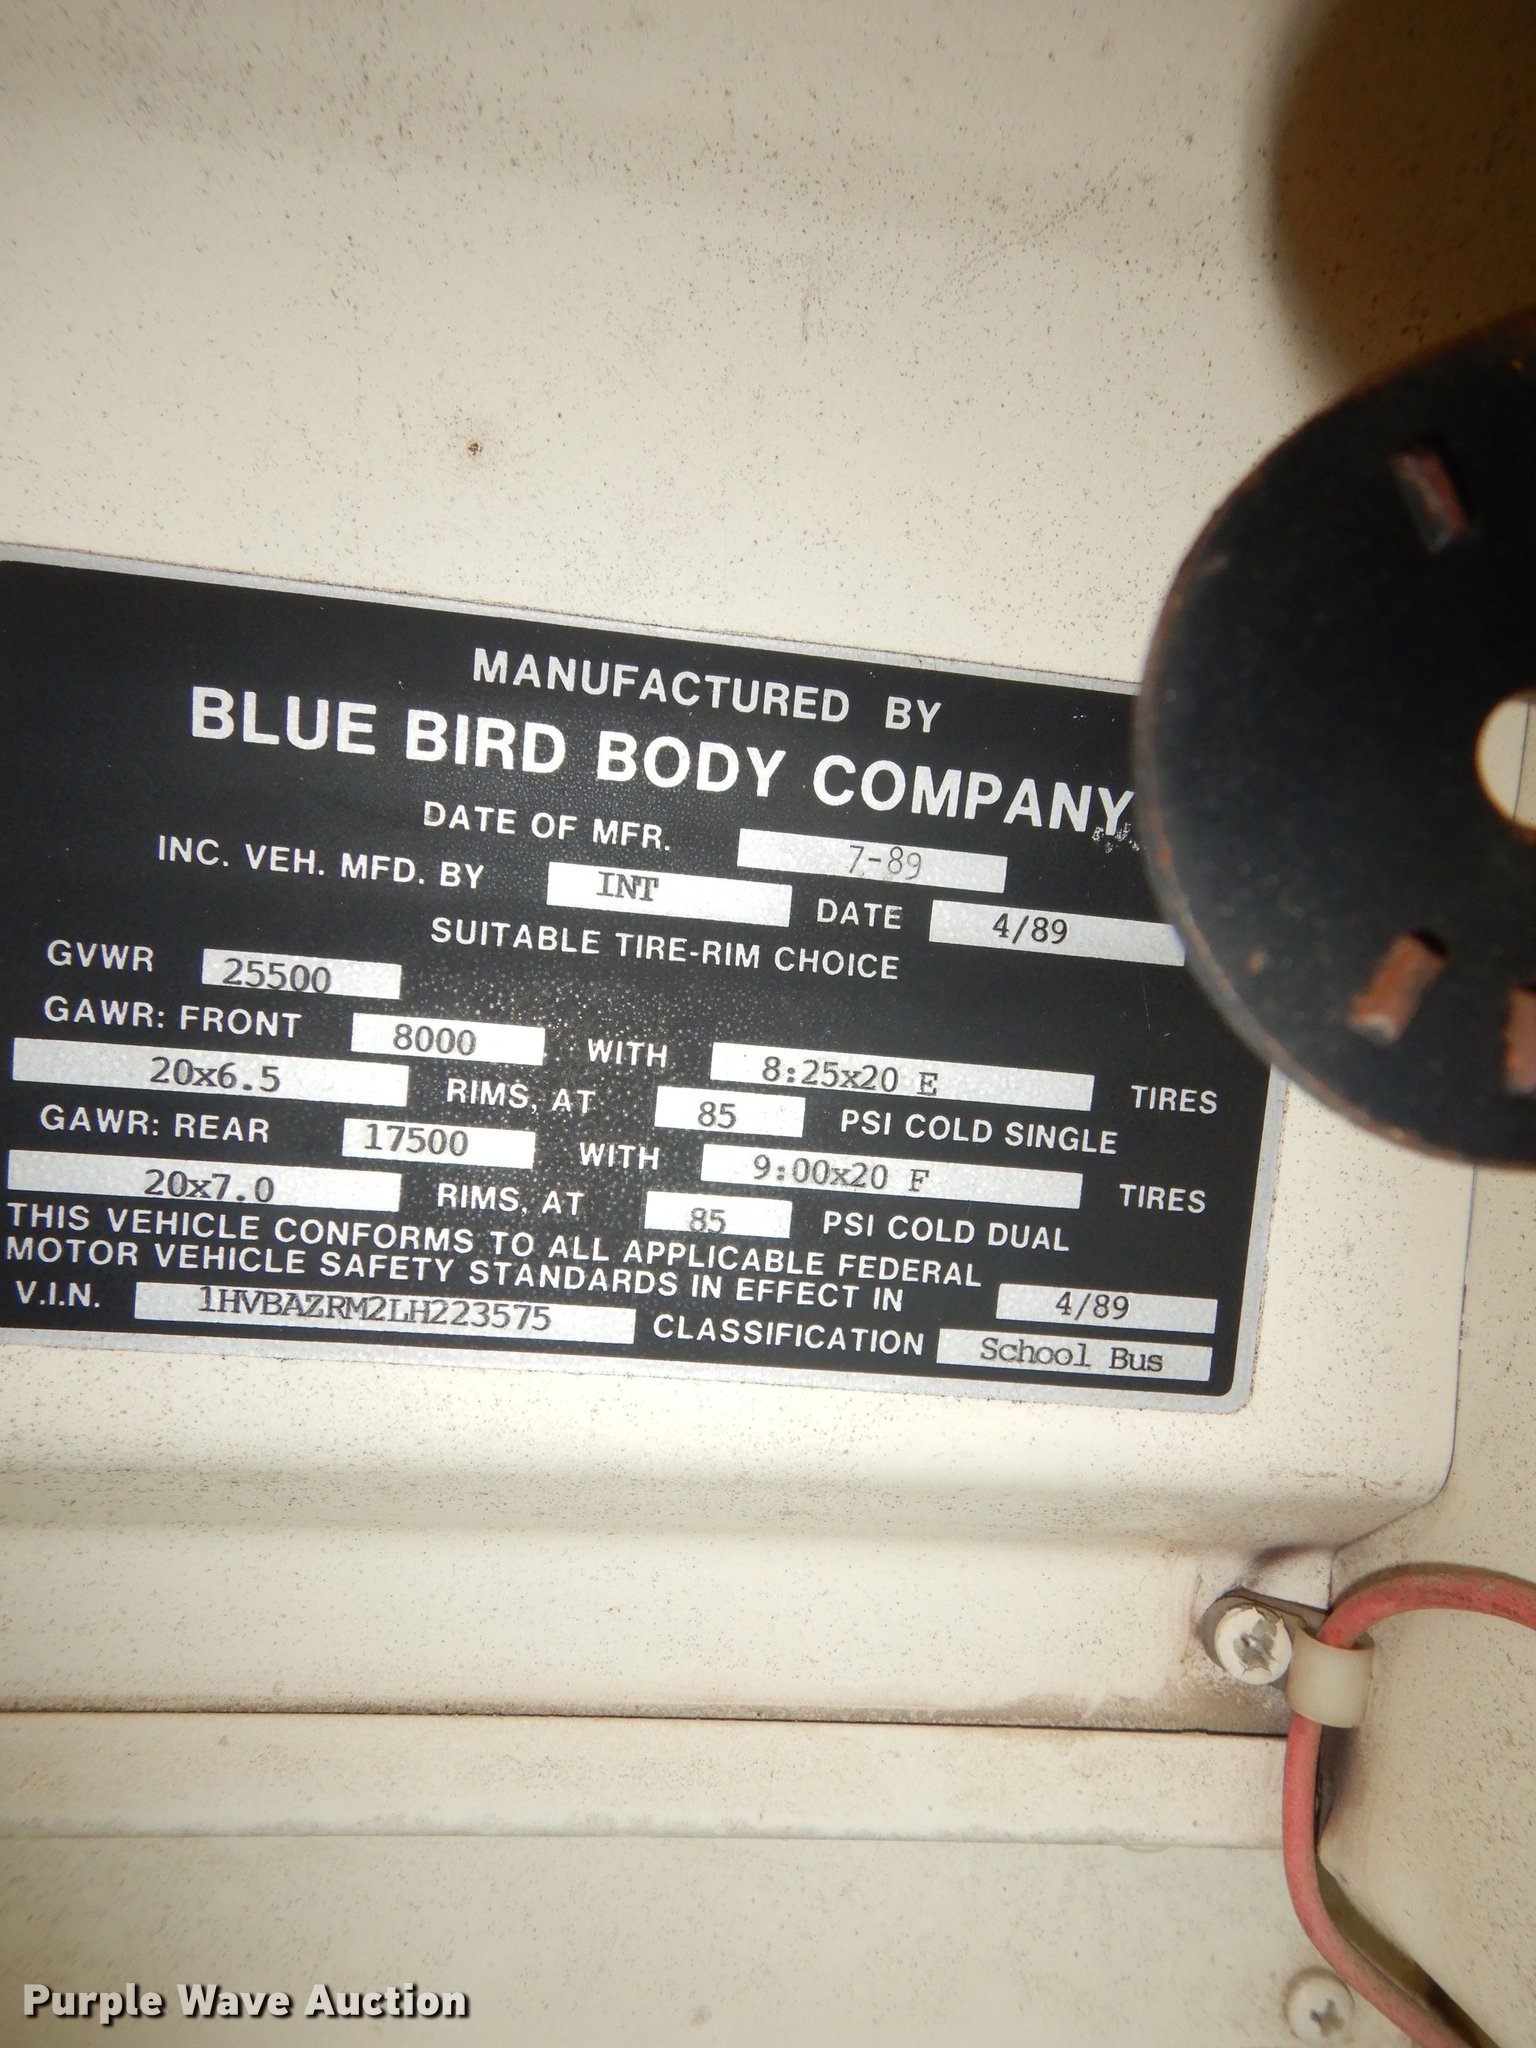 MANUFACTURED BY
BLUE BIRD BODY COMPANY
DATE OF MFR. 7-89
INC. VEH. MFD. BY INT DATE 4/89
SUITABLE TIRE-RIM CHOICE
GVWR 25500
GAWR: FRONT 8000 WITH 8:25x20 E TIRES
20x6.5 RIMS, AT 85 PSI COLD SINGLE
GAWR: REAR 17500 WITH 9:00x20 F TIRES
20x7.0 RIMS, AT 85 PSI COLD DUAL
THIS VEHICLE CONFORMS TO ALL APPLICABLE FEDERAL
MOTOR VEHICLE SAFETY STANDARDS IN EFFECT IN 4/89
V.I.N. 1HVBAZRM2LH223575 CLASSIFICATION School Bus
Purple Wave Auction